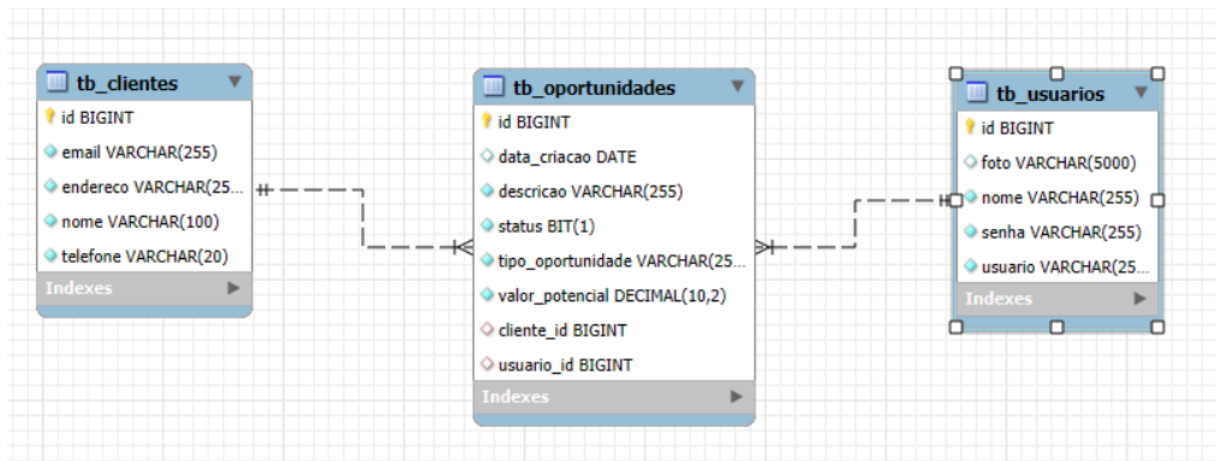 tb_clientes
id BIGINT
email VARCHAR(255)
endereco VARCHAR(25...
nome VARCHAR(100)
telefone VARCHAR(20)
Indexes
tb_oportunidades
id BIGINT
data_criacao DATE
descricao VARCHAR(255)
status BIT(1)
tipo_oportunidade VARCHAR(25...
valor_potencial DECIMAL(10,2)
cliente_id BIGINT
usuario_id BIGINT
Indexes
tb_usuarios
id BIGINT
foto VARCHAR(5000)
nome VARCHAR(255)
senha VARCHAR(255)
usuario VARCHAR(25...
Indexes